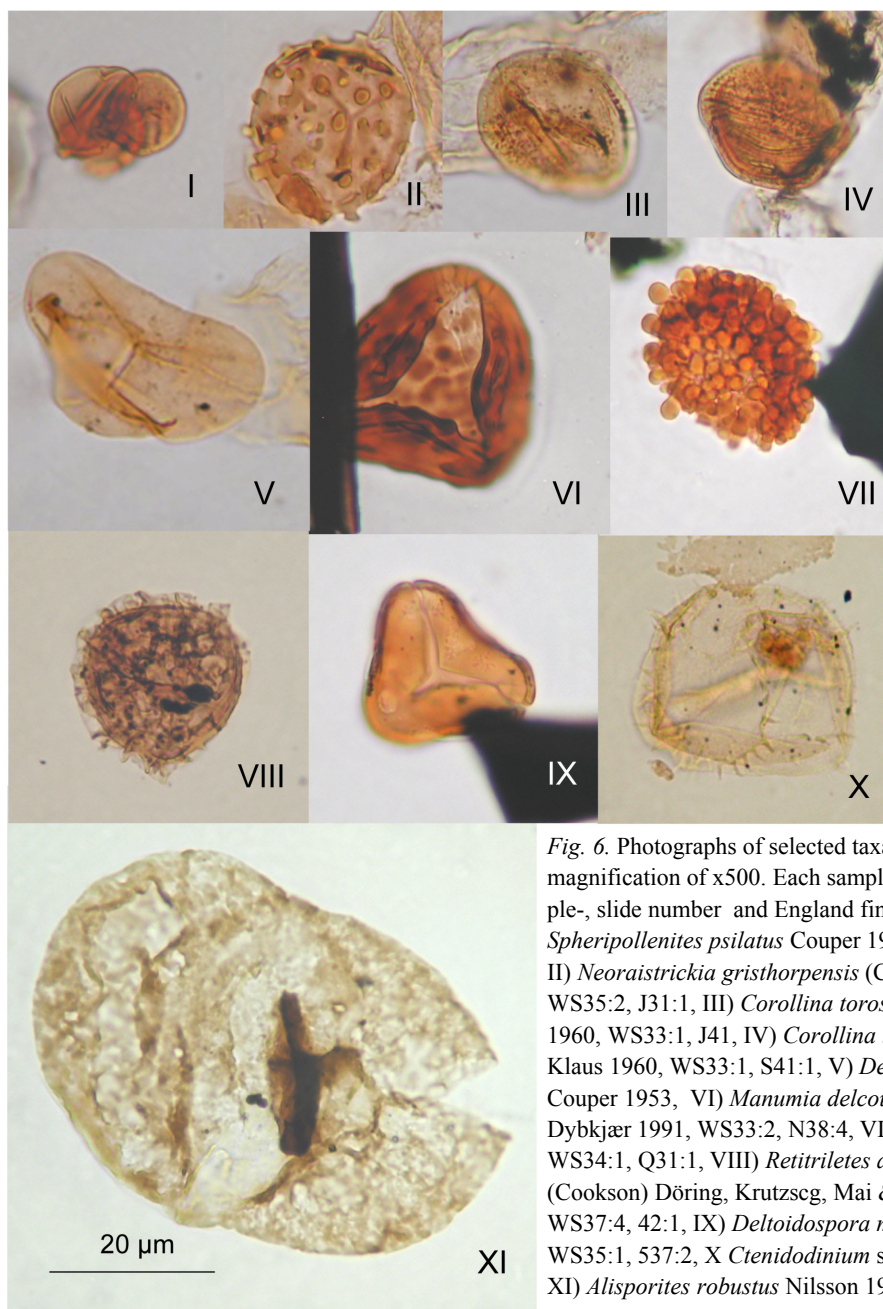 I
II
III
IV
V
VI
VII
VIII
IX
X
XI
20 µm
Fig. 6. Photographs of selected taxa
magnification of x500. Each sampl
ple-, slide number and England fin
Spheripollenites psilatus Couper 19
II) Neoraistrickia gristhorpensis (C
WS35:2, J31:1, III) Corollina toros
1960, WS33:1, J41, IV) Corollina
Klaus 1960, WS33:1, S41:1, V) De
Couper 1953, VI) Manumia delcou
Dybkjær 1991, WS33:2, N38:4, VI
WS34:1, Q31:1, VIII) Retitriletes a
(Cookson) Döring, Krutzscg, Mai &
WS37:4, 42:1, IX) Deltoidospora
WS35:1, 537:2, X Ctenidodinium s
XI) Alisporites robustus Nilsson 19